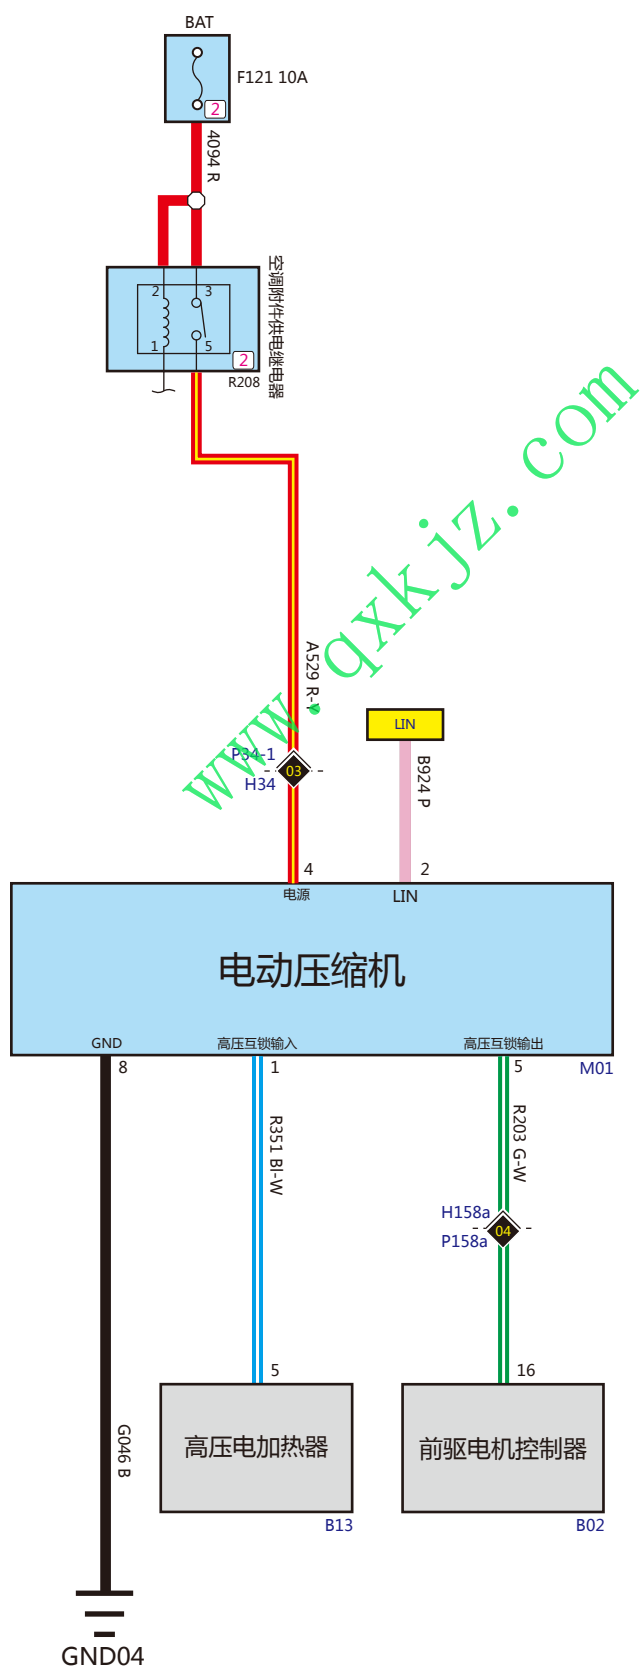 BAT
F121 10A
2
4094 R
空调附件供电继电器
2
3
1
5
2
R208
A529 R-Y
LIN
P34-1
03
H34
B924 P
4
2
电源
LIN
电动压缩机
GND
高压互锁输入
高压互锁输出
8
1
5
M01
R351 Bl-W
R203 G-W
H158a
04
P158a
5
16
高压电加热器
前驱电机控制器
G046 B
B13
B02
GND04
www.qxkjz.com